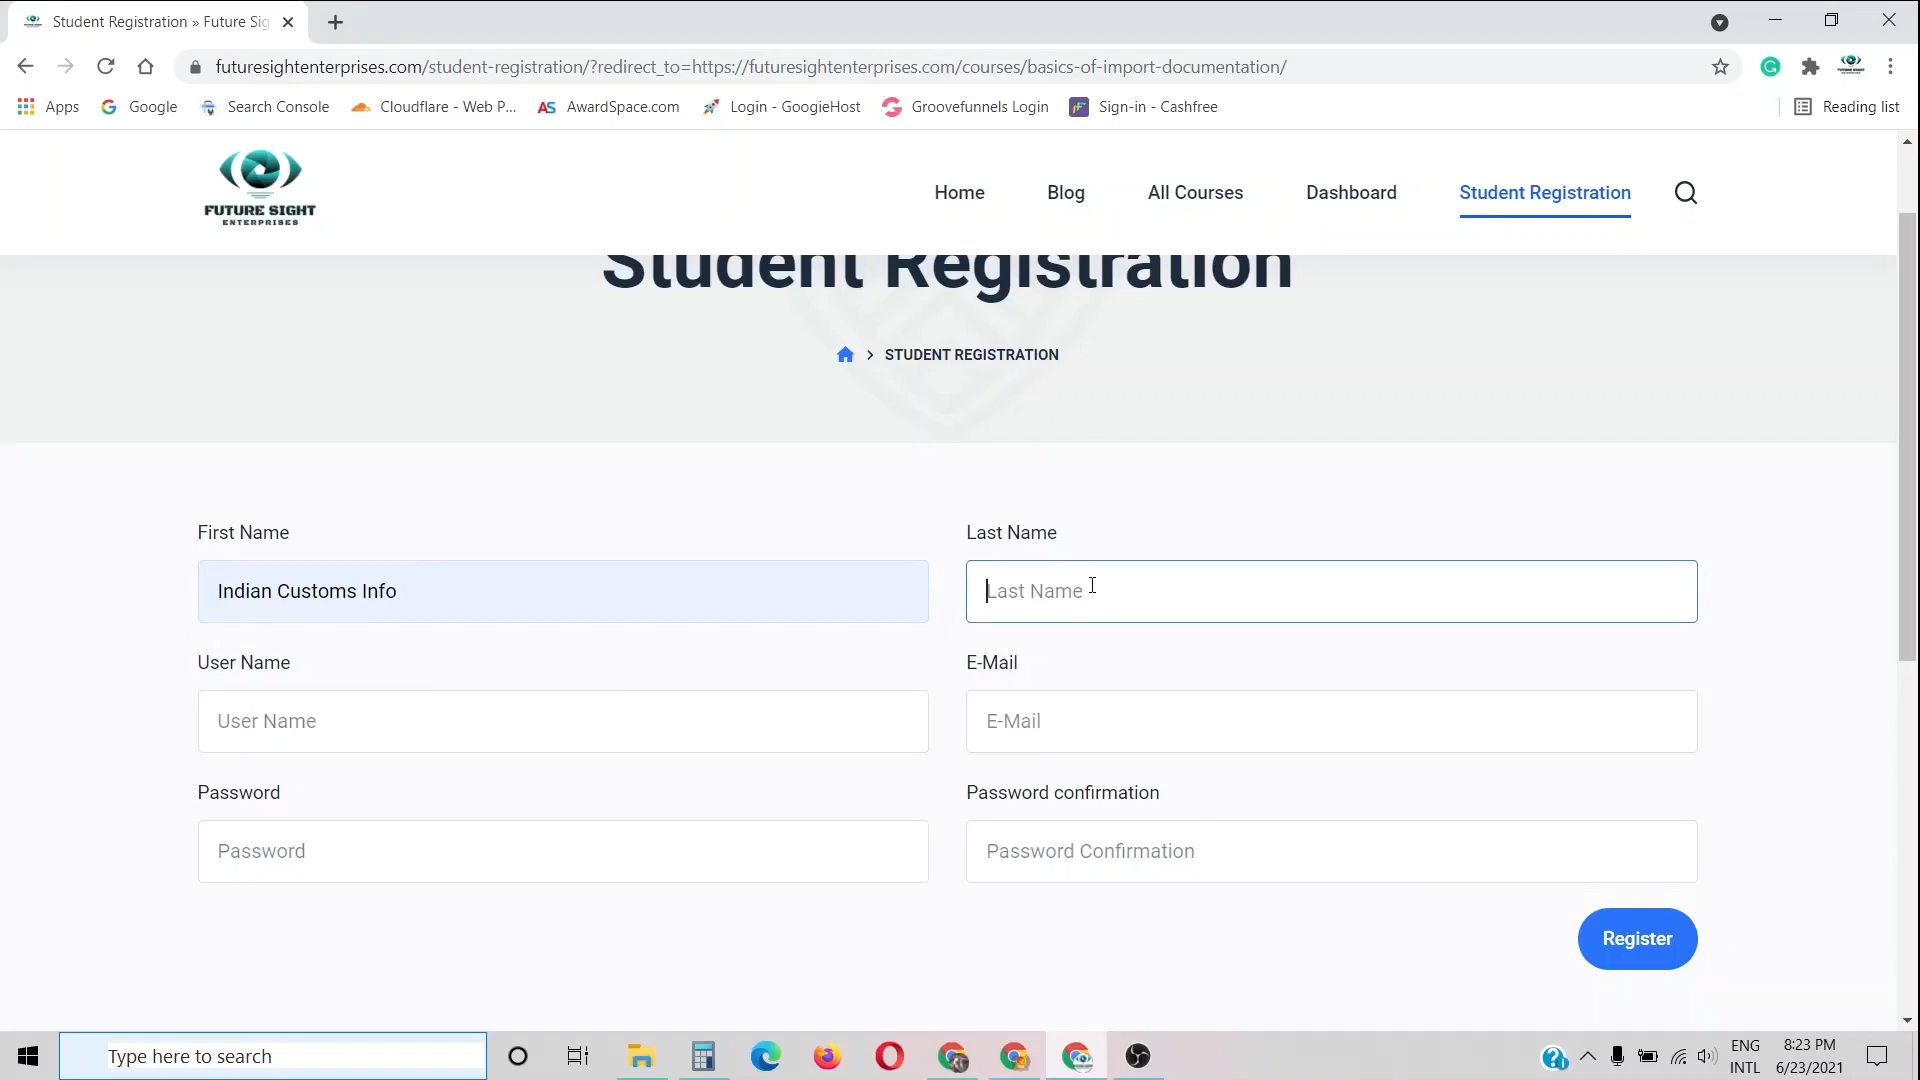 Student Registration » Future Sig
futuresightenterprises.com/student-registration/?redirect_to=https://futuresightenterprises.com/courses/basics-of-import-documentation/
Apps Google Search Console Cloudflare - Web P... AS AwardSpace.com Login - GoogieHost Groovefunnels Login Sign-in - Cashfree Reading list
FUTURE SIGHT
ENTERPRISES
Home Blog All Courses Dashboard Student Registration
Student Registration
> STUDENT REGISTRATION
First Name Last Name
Indian Customs Info Last Name
User Name E-Mail
User Name E-Mail
Password Password confirmation
Password Password Confirmation
Register
Type here to search
ENG 8:23 PM
INTL 6/23/2021